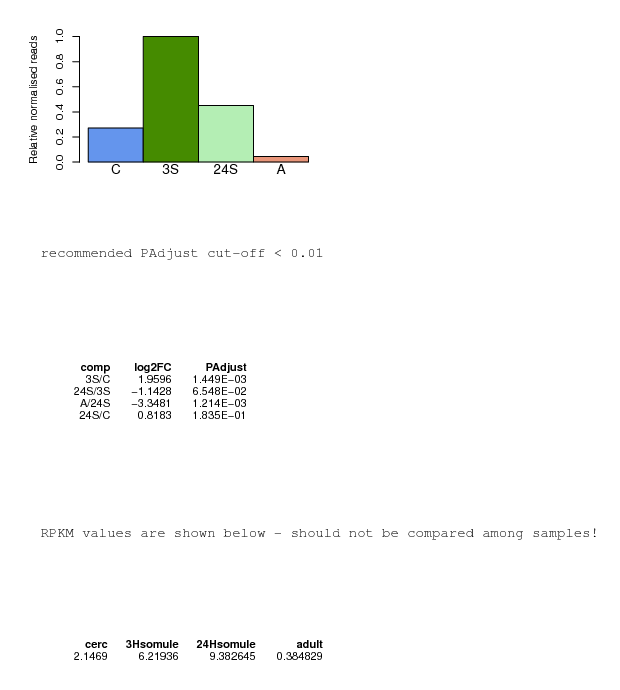 Relative normalised reads
1.0
0.8
0.6
0.4
0.2
0.0
C 3S 24S A
recommended PAdjust cut-off < 0.01
comp log2FC PAdjust
3S/C 1.9596 1.449E−03
24S/3S −1.1428 6.548E−02
A/24S −3.3481 1.214E−03
24S/C 0.8183 1.835E−01
RPKM values are shown below - should not be compared among samples!
cerc 3Hsomule 24Hsomule adult
2.1469 6.21936 9.382645 0.384829